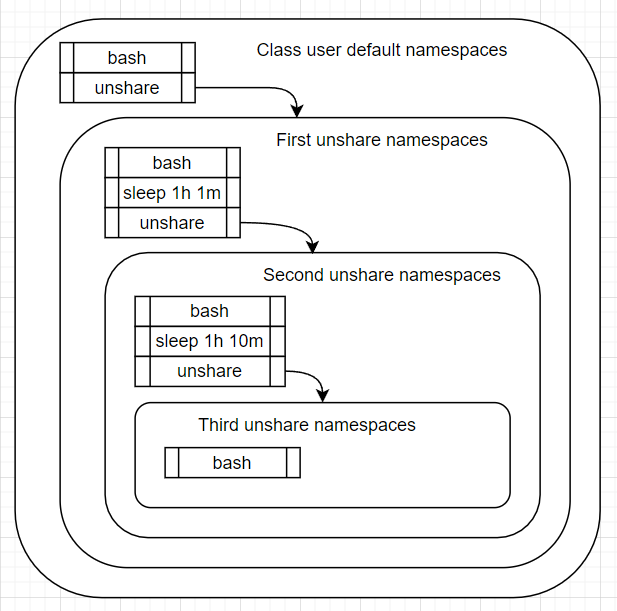 Class user default namespaces
bash
unshare
First unshare namespaces
bash
sleep 1h 1m
unshare
Second unshare namespaces
bash
sleep 1h 10m
unshare
Third unshare namespaces
bash